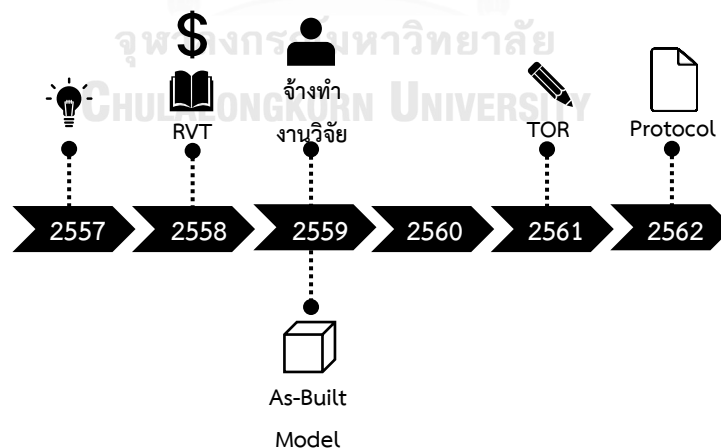 จุฬาลงกรณ์มหาวิทยาลัย
CHULALONGKORN UNIVERSITY
$
RVT
จ้างทำ
งานวิจัย
TOR
Protocol
2557
2558
2559
2560
2561
2562
As-Built
Model